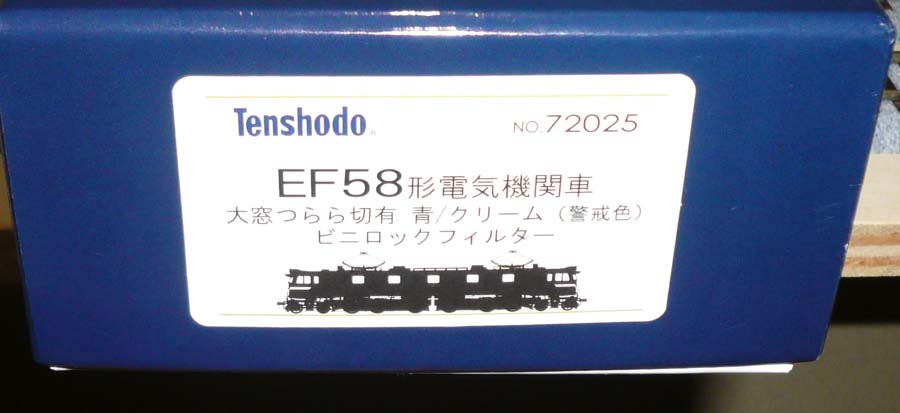 Tenshodo®
NO.72025
EF58形電気機関車
大窓つらら切有 青/クリーム（警戒色）
ビニロックフィルター